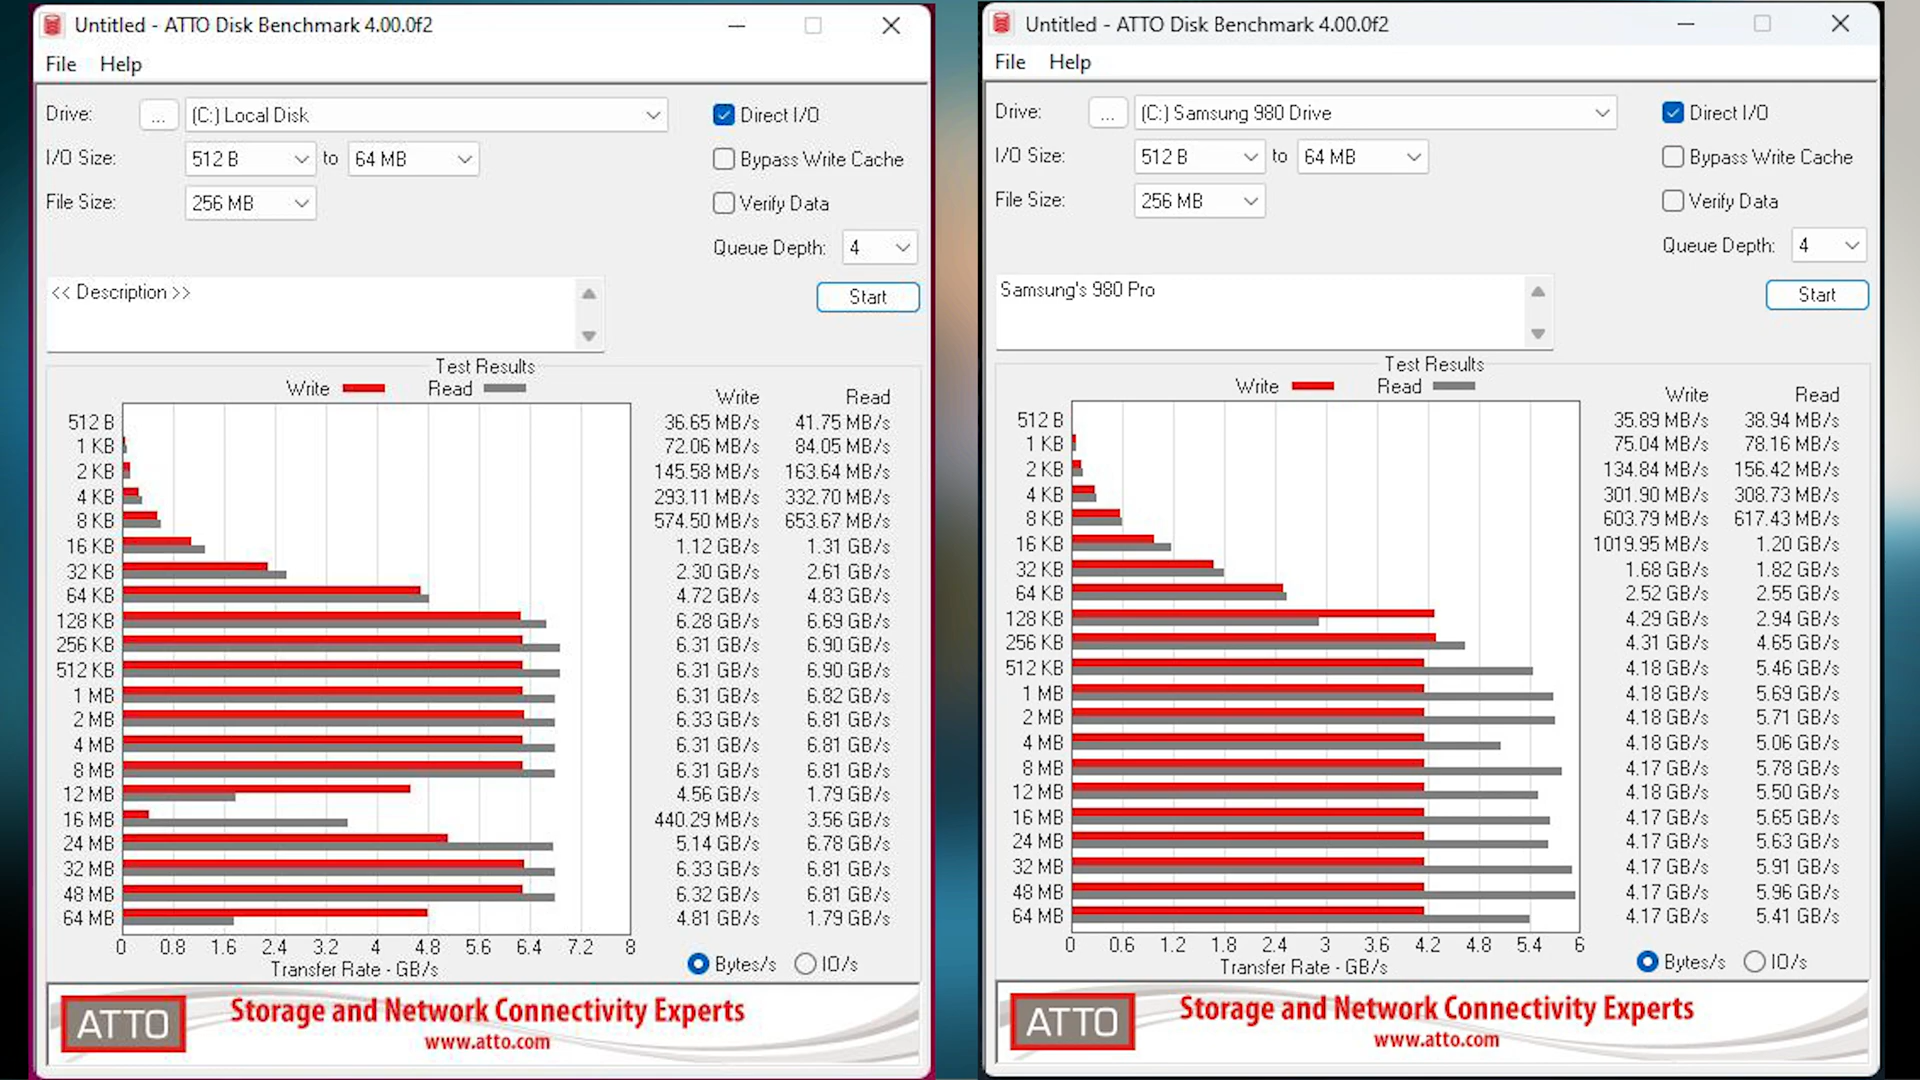 Untitled - ATTO Disk Benchmark 4.00.0f2
File Help
Drive: ... (C:) Local Disk
Direct I/O
I/O Size: 512 B to 64 MB
Bypass Write Cache
File Size: 256 MB
Verify Data
Queue Depth: 4
<< Description >>
Start
Test Results
Write Read
Write Read
512 B 36.65 MB/s 41.75 MB/s
1 KB 72.06 MB/s 84.05 MB/s
2 KB 145.58 MB/s 163.64 MB/s
4 KB 293.11 MB/s 332.70 MB/s
8 KB 574.50 MB/s 653.67 MB/s
16 KB 1.12 GB/s 1.31 GB/s
32 KB 2.30 GB/s 2.61 GB/s
64 KB 4.72 GB/s 4.83 GB/s
128 KB 6.28 GB/s 6.69 GB/s
256 KB 6.31 GB/s 6.90 GB/s
512 KB 6.31 GB/s 6.90 GB/s
1 MB 6.31 GB/s 6.82 GB/s
2 MB 6.33 GB/s 6.81 GB/s
4 MB 6.31 GB/s 6.81 GB/s
8 MB 6.31 GB/s 6.81 GB/s
12 MB 4.56 GB/s 1.79 GB/s
16 MB 440.29 MB/s 3.56 GB/s
24 MB 5.14 GB/s 6.78 GB/s
32 MB 6.33 GB/s 6.81 GB/s
48 MB 6.32 GB/s 6.81 GB/s
64 MB 4.81 GB/s 1.79 GB/s
0 0.8 1.6 2.4 3.2 4 4.8 5.6 6.4 7.2 8
Transfer Rate - GB/s
Bytes/s IO/s
ATTO
Storage and Network Connectivity Experts
www.atto.com
Untitled - ATTO Disk Benchmark 4.00.0f2
File Help
Drive: ... (C:) Samsung 980 Drive
Direct I/O
I/O Size: 512 B to 64 MB
Bypass Write Cache
File Size: 256 MB
Verify Data
Queue Depth: 4
Samsung's 980 Pro
Start
Test Results
Write Read
Write Read
512 B 35.89 MB/s 38.94 MB/s
1 KB 75.04 MB/s 78.16 MB/s
2 KB 134.84 MB/s 156.42 MB/s
4 KB 301.90 MB/s 308.73 MB/s
8 KB 603.79 MB/s 617.43 MB/s
16 KB 1019.95 MB/s 1.20 GB/s
32 KB 1.68 GB/s 1.82 GB/s
64 KB 2.52 GB/s 2.55 GB/s
128 KB 4.29 GB/s 2.94 GB/s
256 KB 4.31 GB/s 4.65 GB/s
512 KB 4.18 GB/s 5.46 GB/s
1 MB 4.18 GB/s 5.69 GB/s
2 MB 4.18 GB/s 5.71 GB/s
4 MB 4.18 GB/s 5.06 GB/s
8 MB 4.17 GB/s 5.78 GB/s
12 MB 4.18 GB/s 5.50 GB/s
16 MB 4.17 GB/s 5.65 GB/s
24 MB 4.17 GB/s 5.63 GB/s
32 MB 4.17 GB/s 5.91 GB/s
48 MB 4.17 GB/s 5.96 GB/s
64 MB 4.17 GB/s 5.41 GB/s
0 0.6 1.2 1.8 2.4 3 3.6 4.2 4.8 5.4 6
Transfer Rate - GB/s
Bytes/s IO/s
ATTO
Storage and Network Connectivity Experts
www.atto.com